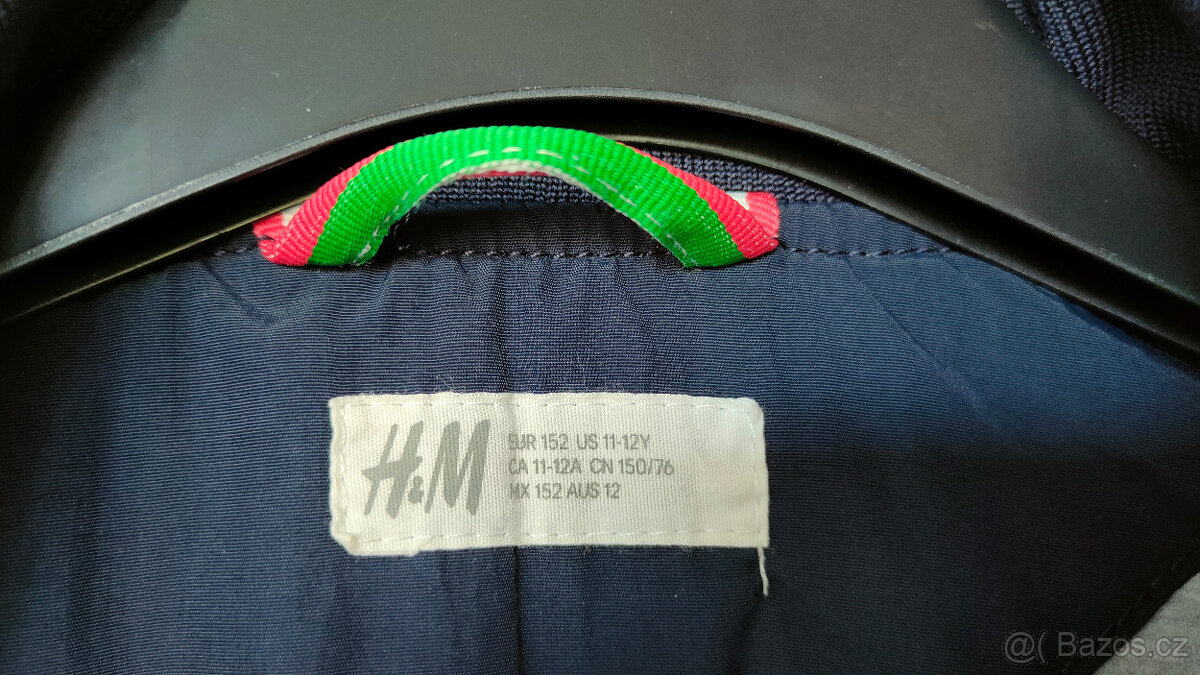 H&M
EUR 152 US 11-12Y
CA 11-12A CN 150/76
MX 152 AUS 12
@( Bazos.cz